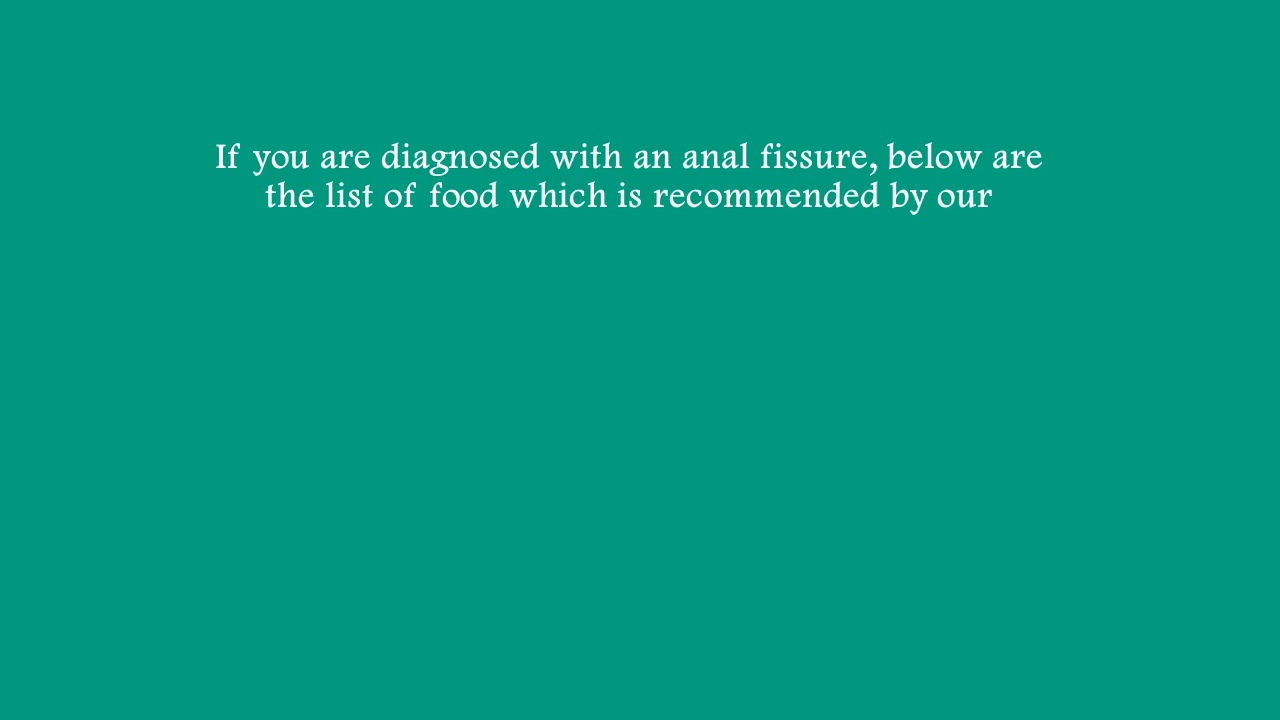 If you are diagnosed with an anal fissure, below are
the list of food which is recommended by our